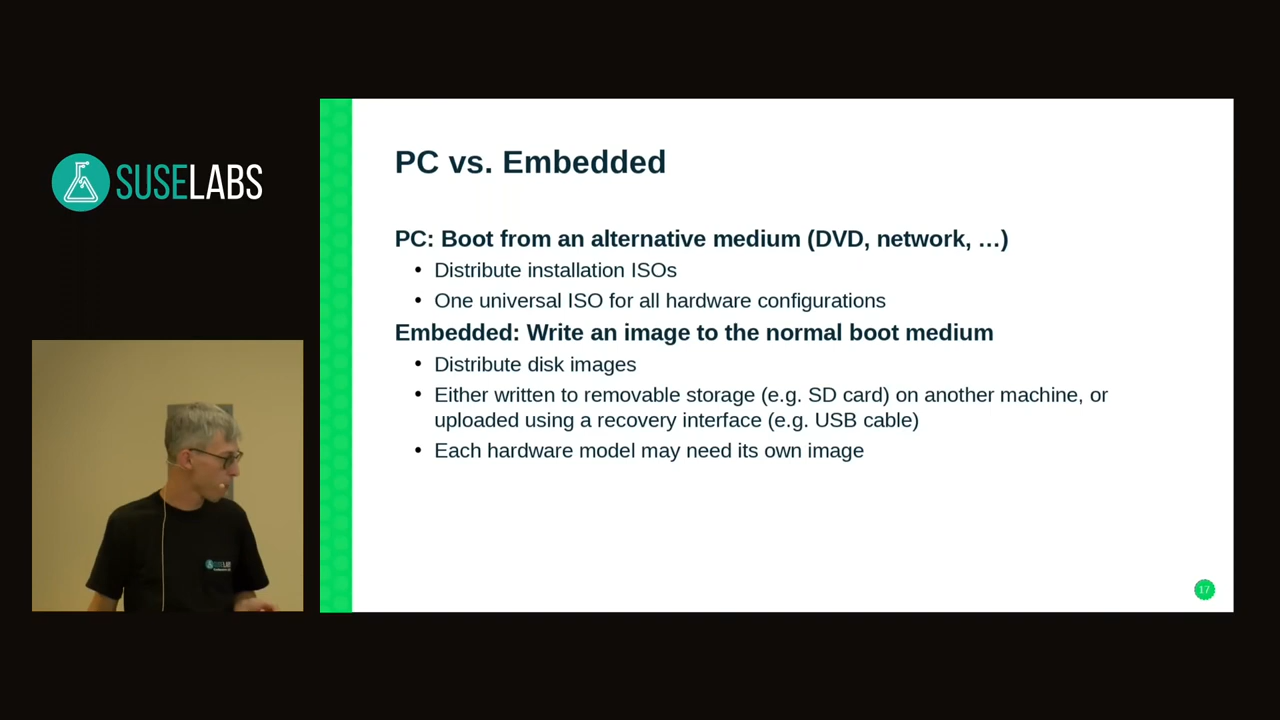 SUSELABS
PC vs. Embedded
PC: Boot from an alternative medium (DVD, network, …)
• Distribute installation ISOs
• One universal ISO for all hardware configurations
Embedded: Write an image to the normal boot medium
• Distribute disk images
• Either written to removable storage (e.g. SD card) on another machine, or
uploaded using a recovery interface (e.g. USB cable)
• Each hardware model may need its own image
17